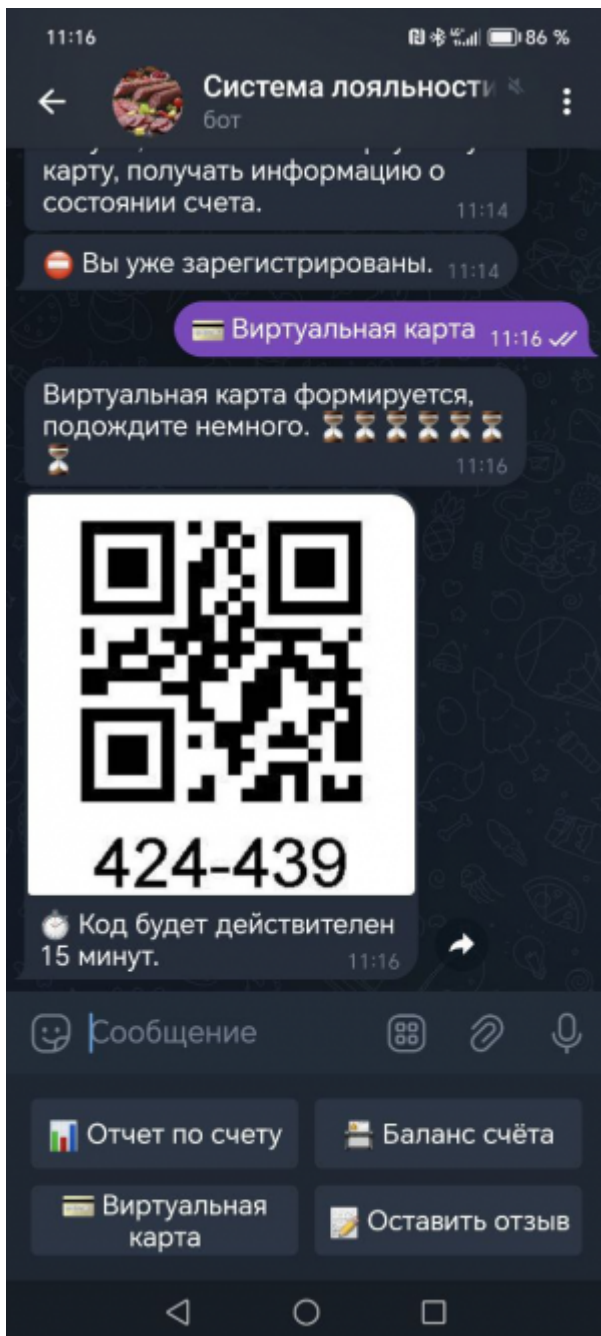 11:16
86 %
Система лояльности
бот
карту, получать информацию о
состоянии счета.
11:14
Вы уже зарегистрированы. 11:14
Виртуальная карта 11:16
Виртуальная карта формируется,
подождите немного.
11:16
424-439
Код будет действителен
15 минут.
11:16
Сообщение
Отчет по счету
Баланс счёта
Виртуальная
карта
Оставить отзыв